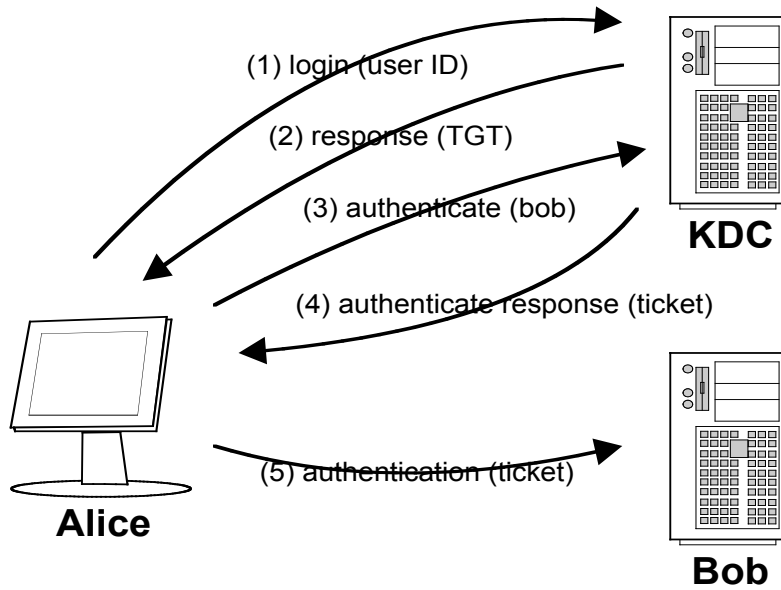 (1) login (user ID)
(2) response (TGT)
(3) authenticate (bob)
KDC
(4) authenticate response (ticket)
(5) authentication (ticket)
Alice
Bob